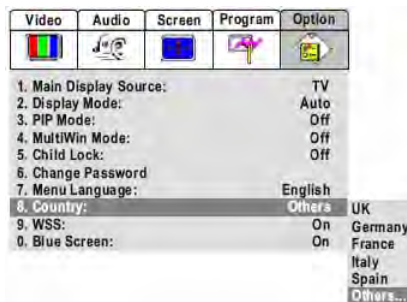 Video Audio Screen Program Option
1. Main Display Source: TV
2. Display Mode: Auto
3. PIP Mode: Off
4. MultiWin Mode: Off
5. Child Lock: Off
6. Change Password
7. Menu Language: English
8. Country: Others UK
9. WSS: On Germany
0. Blue Screen: On France
Italy
Spain
Others...